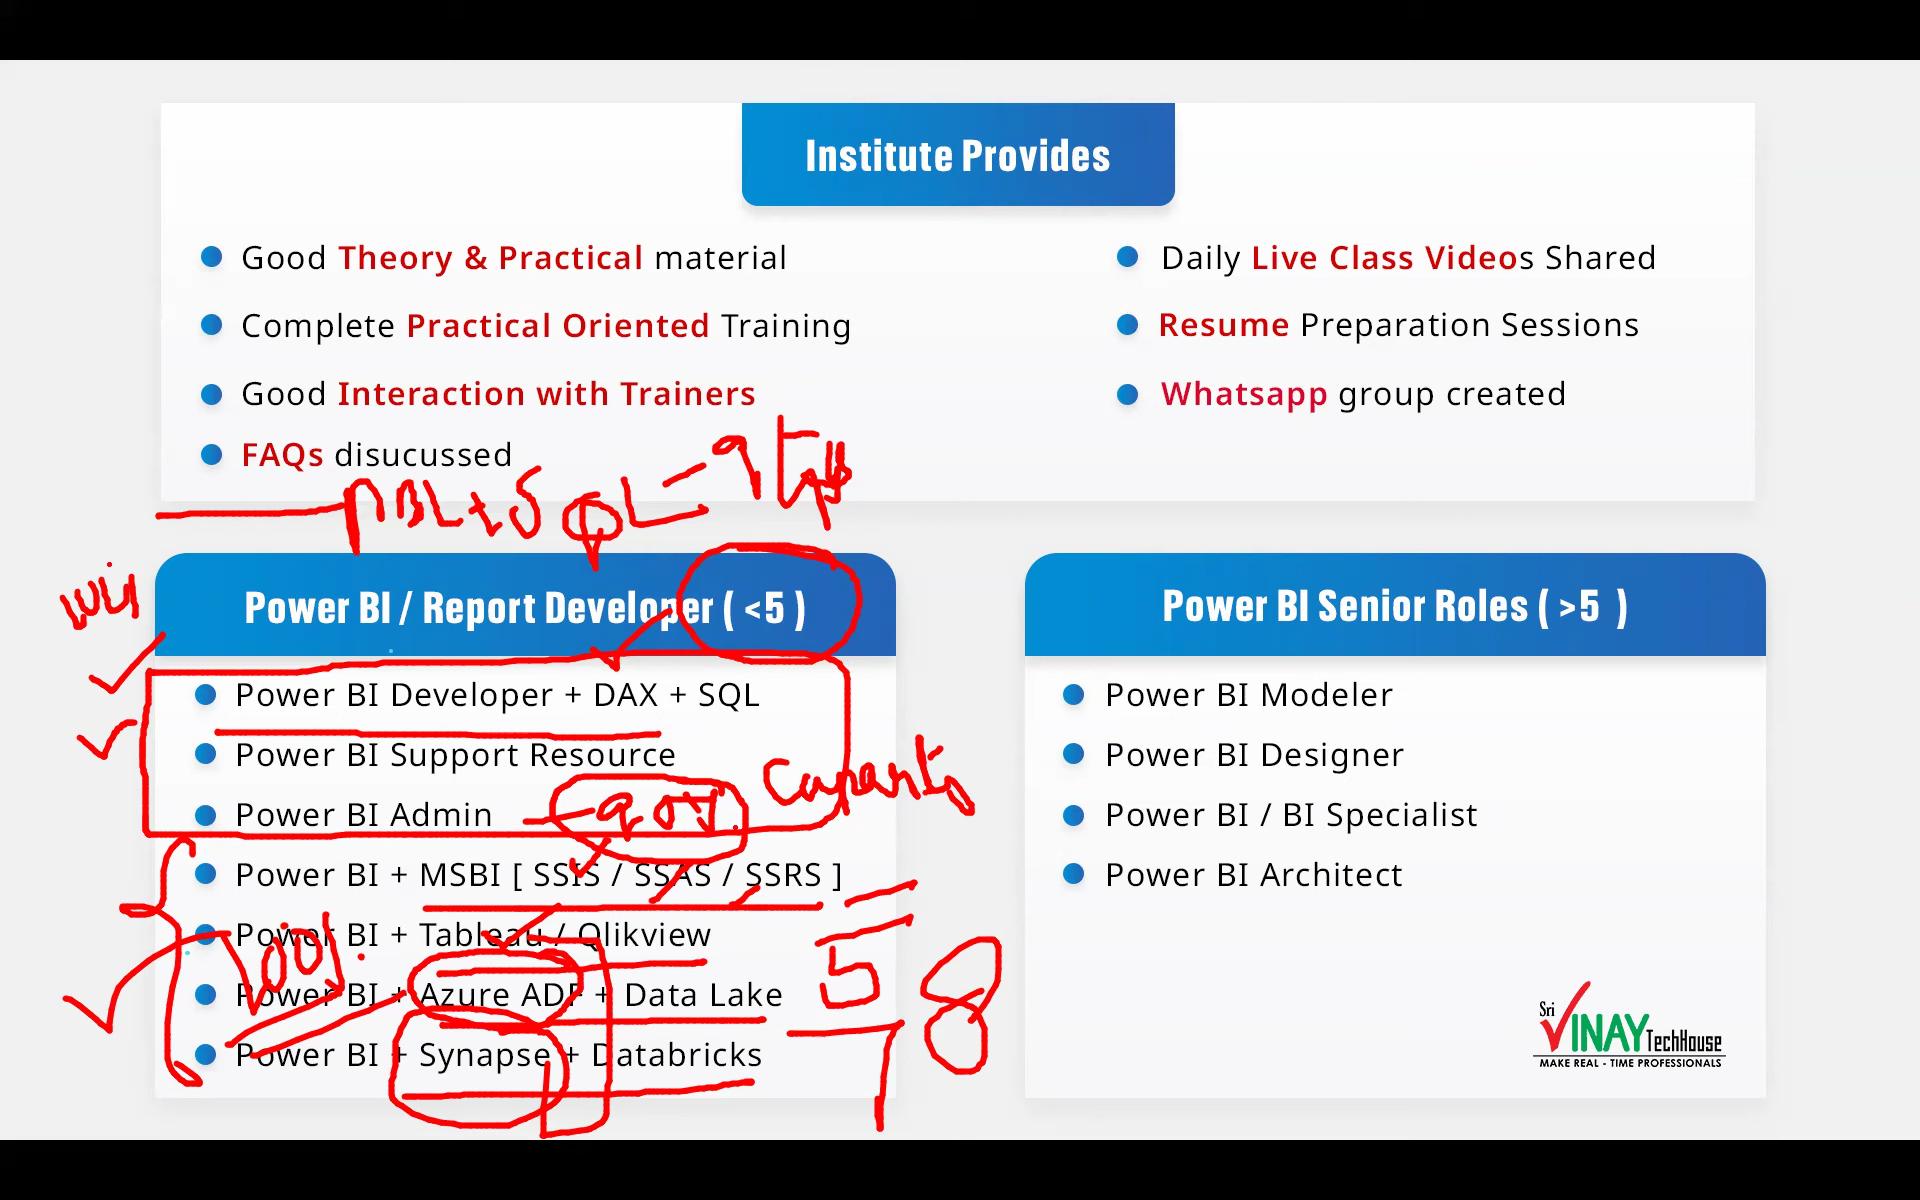 Institute Provides
Good Theory & Practical material
Complete Practical Oriented Training
Good Interaction with Trainers
FAQs disucussed
Daily Live Class Videos Shared
Resume Preparation Sessions
Whatsapp group created
PBI + SQL -
Power BI / Report Developer ( <5 )
Power BI Developer + DAX + SQL
Power BI Support Resource
Power BI Admin
Power BI + MSBI [ SSIS / SSAS / SSRS ]
Power BI + Tableau / Qlikview
Power BI + Azure ADF + Data Lake
Power BI + Synapse + Databricks
5
8
Power BI Senior Roles ( >5 )
Power BI Modeler
Power BI Designer
Power BI / BI Specialist
Power BI Architect
Sri
VINAY TechHouse
MAKE REAL - TIME PROFESSIONALS